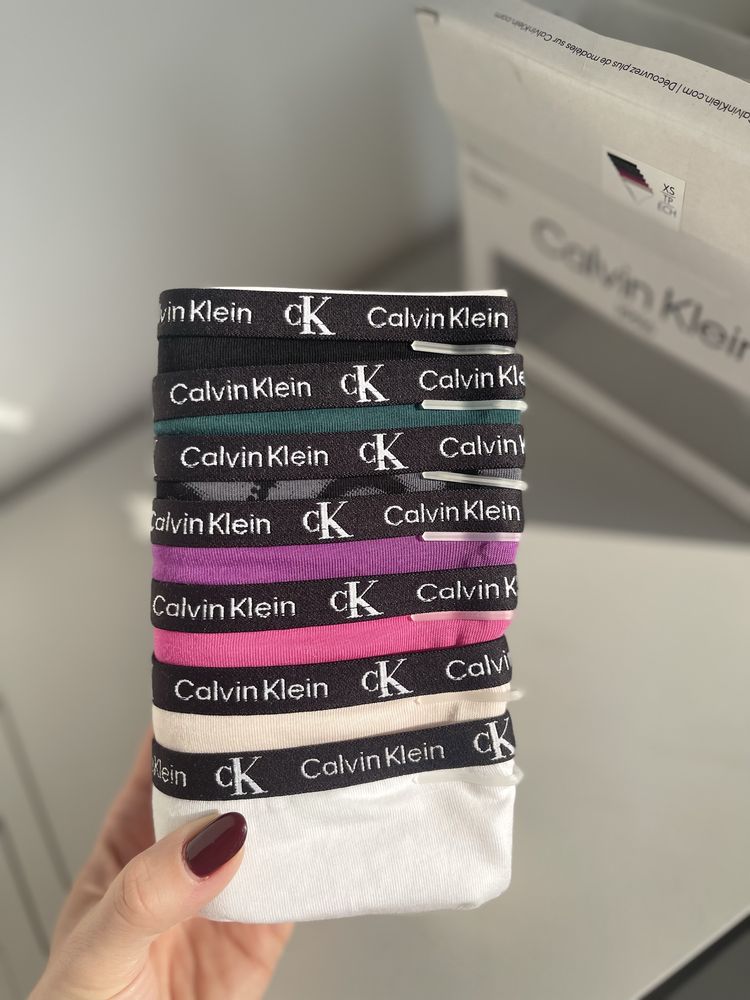 CalvinKlein.com | Découvrez plus de modèles sur CalvinKlein.com
XS
TP
ECH
Calvin Klein
vin Klein CK Calvin Klein
Calvin Klein CK Calvin Kle
Calvin Klein CK Calvin K
Calvin Klein CK Calvin Klein
Calvin Klein CK Calvin K
Calvin Klein CK Calvi
Klein CK Calvin Klein CK